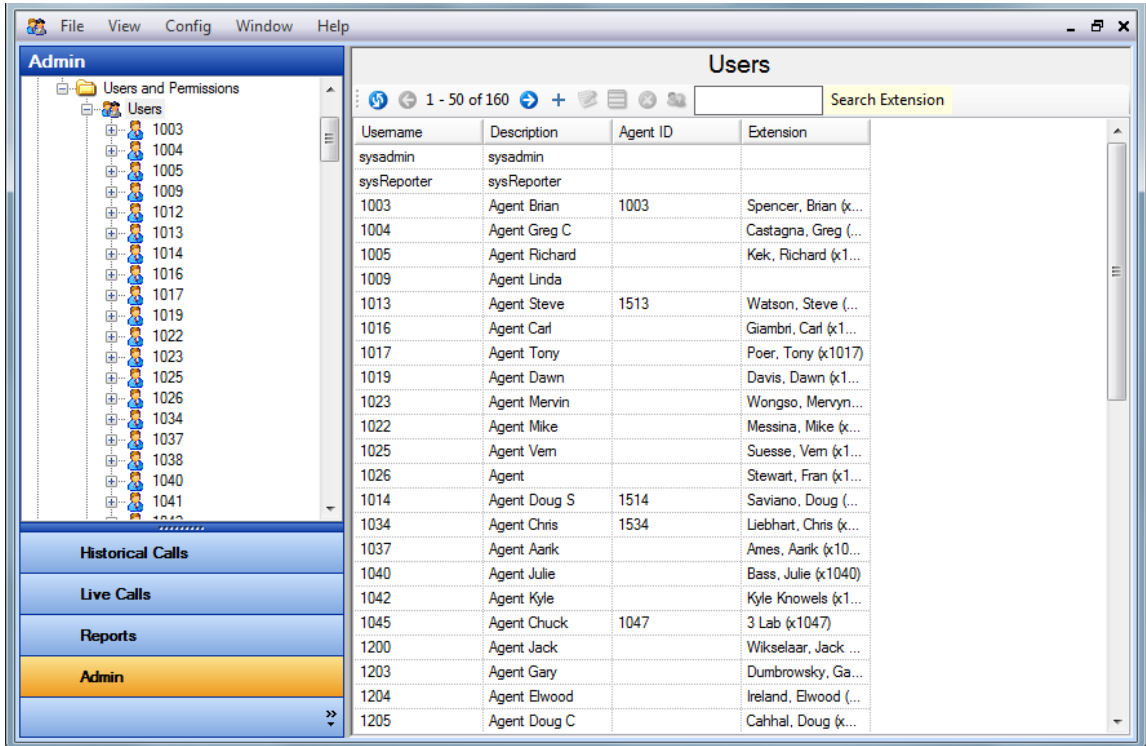 File View Config Window Help
Admin
Users and Permissions
Users
1003
1004
1005
1009
1012
1013
1014
1016
1017
1019
1022
1023
1025
1026
1034
1037
1038
1040
1041
Historical Calls
Live Calls
Reports
Admin
Users
1 - 50 of 160 Search Extension
Username Description Agent ID Extension
sysadmin sysadmin
sysReporter sysReporter
1003 Agent Brian 1003 Spencer, Brian (x...
1004 Agent Greg C Castagna, Greg (...
1005 Agent Richard Kek, Richard (x1...
1009 Agent Linda
1013 Agent Steve 1513 Watson, Steve (...
1016 Agent Carl Giambri, Carl (x1...
1017 Agent Tony Poer, Tony (x1017)
1019 Agent Dawn Davis, Dawn (x1...
1023 Agent Mervin Wongso, Mervyn...
1022 Agent Mike Messina, Mike (x...
1025 Agent Vern Suesse, Vern (x1...
1026 Agent Stewart, Fran (x1...
1014 Agent Doug S 1514 Saviano, Doug (...
1034 Agent Chris 1534 Liebhart, Chris (x...
1037 Agent Aarik Ames, Aarik (x10...
1040 Agent Julie Bass, Julie (x1040)
1042 Agent Kyle Kyle Knowels (x1...
1045 Agent Chuck 1047 3 Lab (x1047)
1200 Agent Jack Wikselaar, Jack ...
1203 Agent Gary Dumbrowsky, Ga...
1204 Agent Elwood Ireland, Elwood (...
1205 Agent Doug C Cahhal, Doug (x...